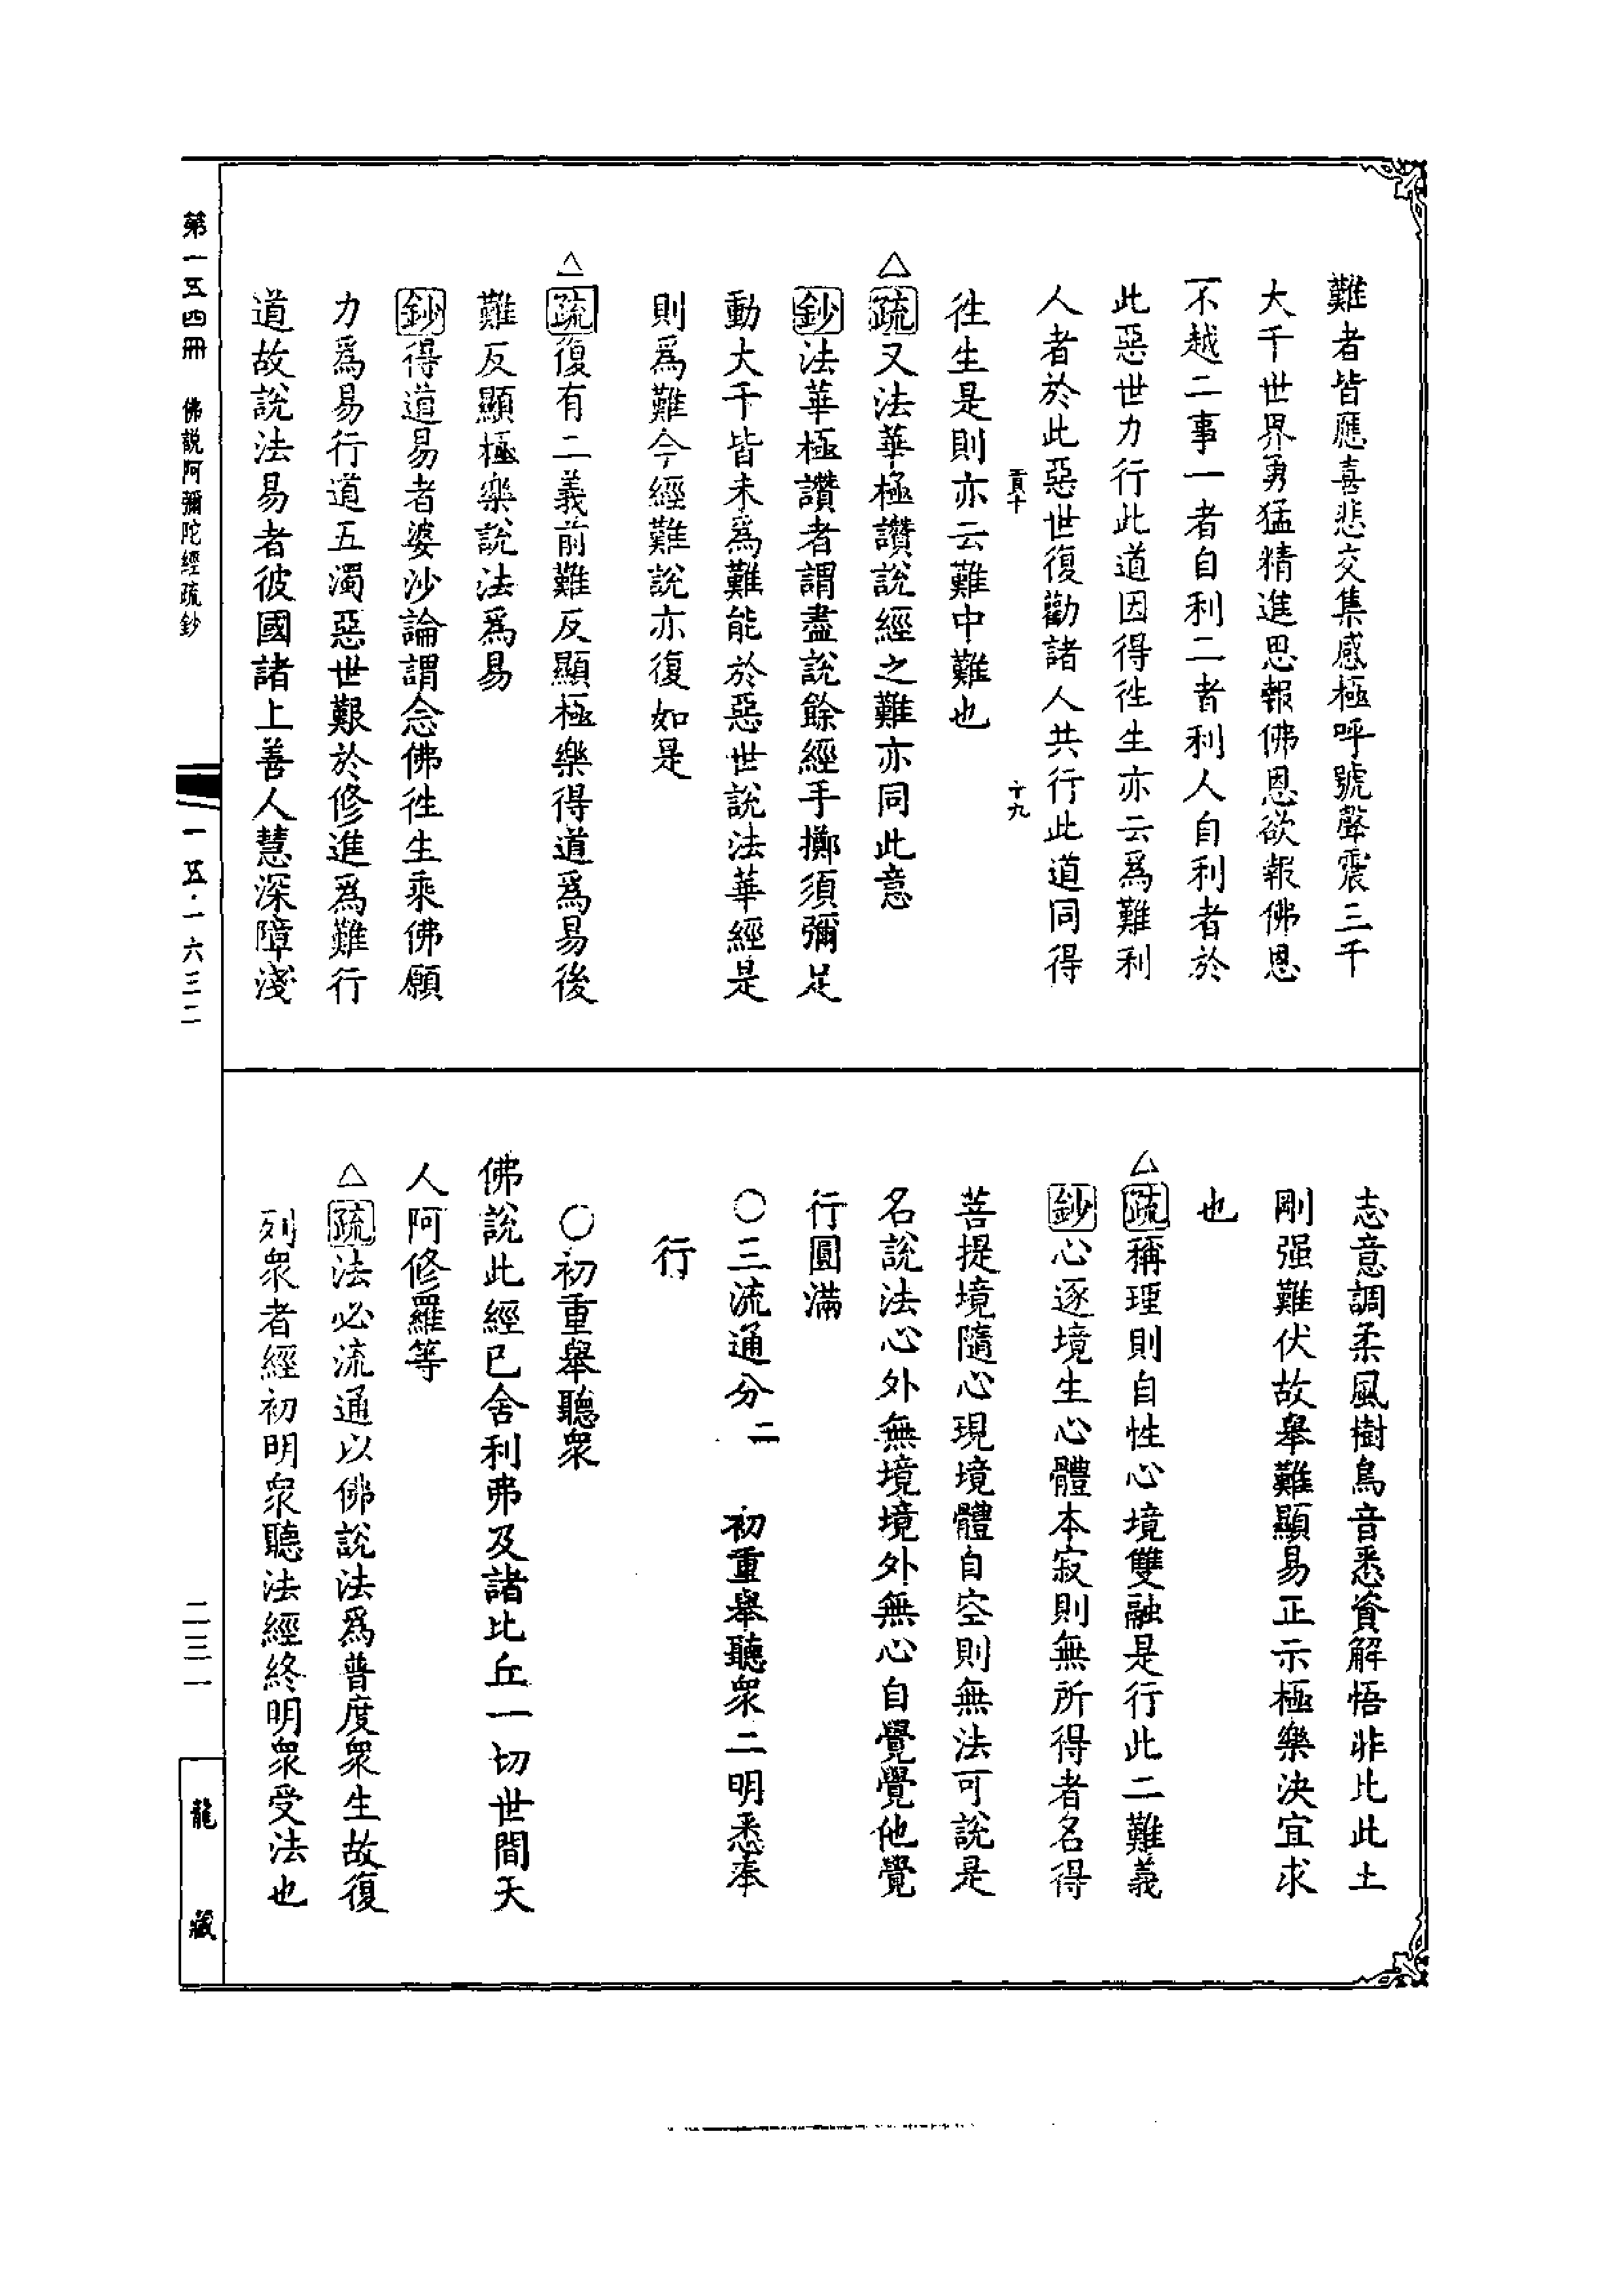 難者皆應喜悲交集感極呼號聲震三千
大千世界勇猛精進思報佛恩欲報佛恩
不越二事一者自利二者利人自利者於
此惡世力行此道因得徃生亦云爲難利
人者於此惡世復勸諸人共行此道同得
十九
徃生是則亦云難中難也
△疏又法華極讚說經之難亦同此意
鈔法華極讚者謂盡說餘經手擲須彌足
動大千皆未爲難能於惡世說法華經是
則爲難今經難說亦復如是
△疏復有二義前難反顯極樂得道爲易後
難反顯極樂說法爲易
鈔得道易者婆沙論謂念佛徃生乘佛願
力爲易行道五濁惡世艱於修進爲難行
道故說法易者彼國諸上善人慧深障淺
志意調柔風樹鳥音悉資解悟非比此土
剛强難伏故舉難顯易正示極樂決宜求
也
△疏稱理則自性心境雙融是行此二難義
鈔心逐境生心體本寂則無所得者名得
菩提境隨心現境體自空則無法可說是
名說法心外無境境外無心自覺覺他覺
行圓滿
○三流通分二 初重舉聽衆二明悉奉
行
○初重舉聽衆
佛說此經已舍利弗及諸比丘一切世間天
人阿修羅等
△疏法必流通以佛說法爲普度衆生故復
列衆者經初明衆聽法經終明衆受法也
第一五四冊 佛說阿彌陀經疏鈔
一五·一六三二
二三一
龍藏